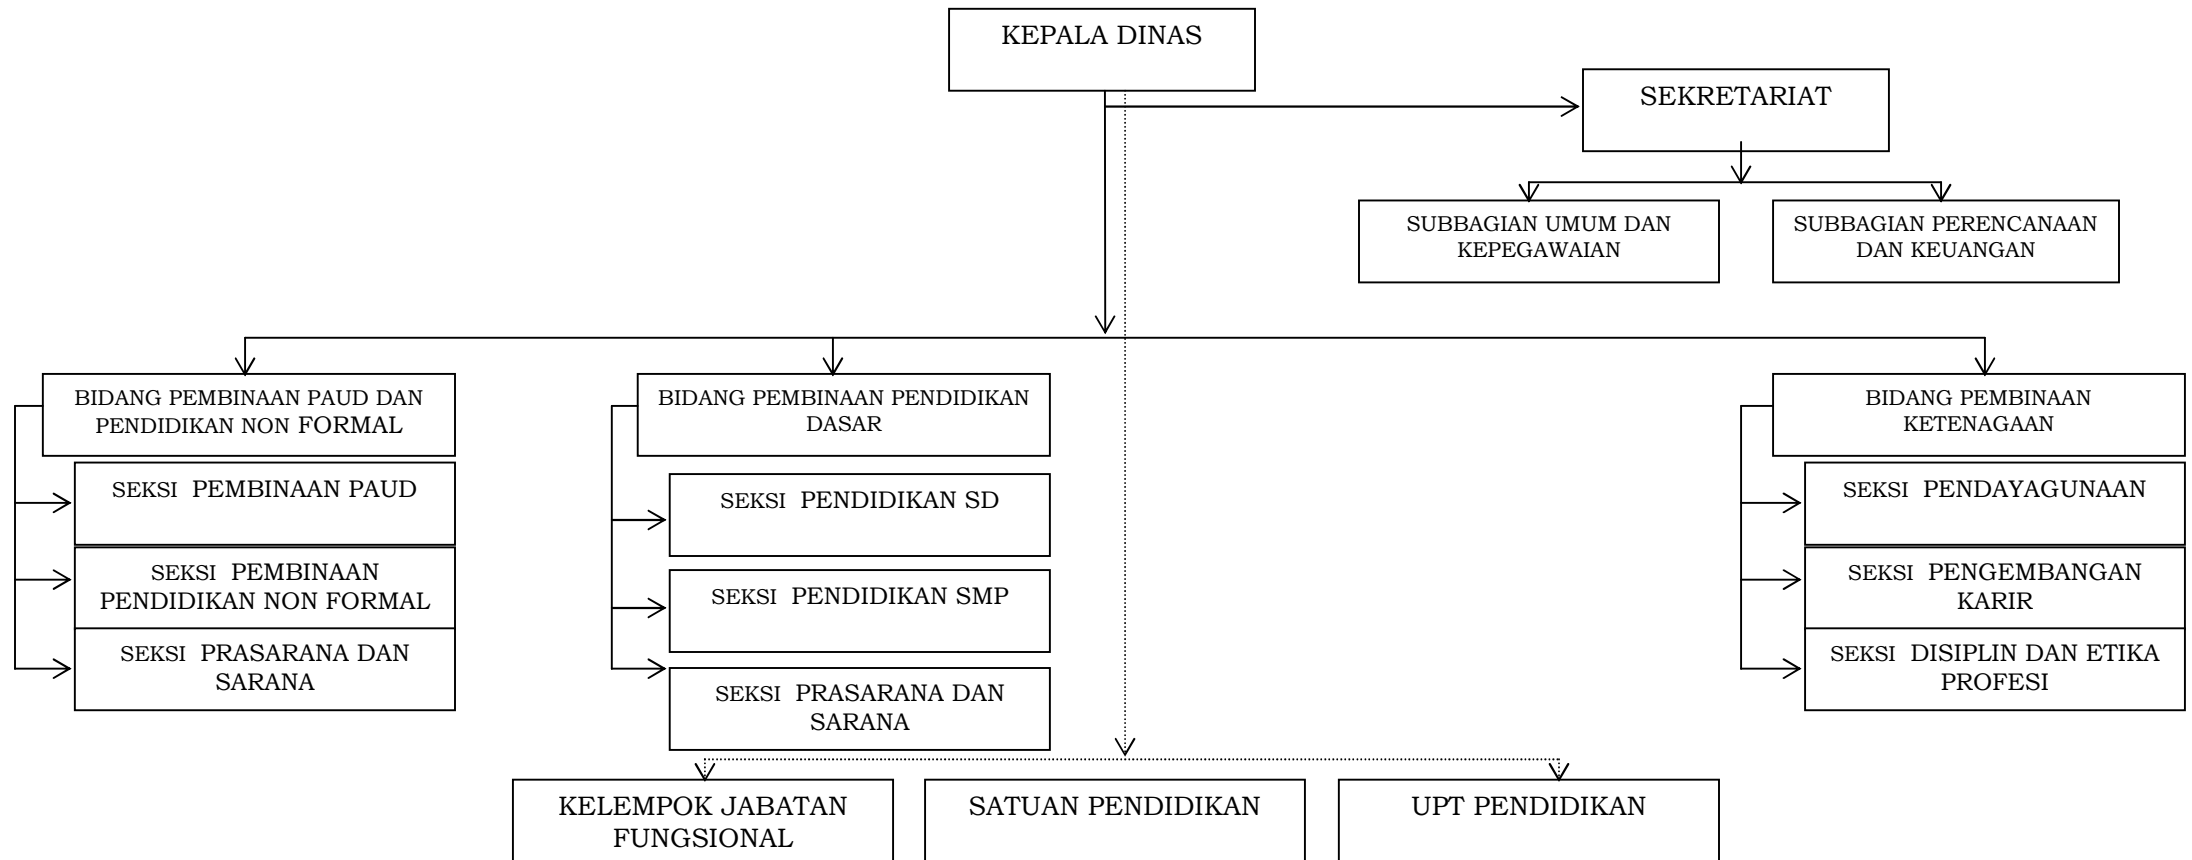 KEPALA DINAS
SEKRETARIAT
SUBBAGIAN UMUM DAN
KEPEGAWAIAN
SUBBAGIAN PERENCANAAN
DAN KEUANGAN
BIDANG PEMBINAAN PAUD DAN
PENDIDIKAN NON FORMAL
SEKSI PEMBINAAN PAUD
SEKSI PEMBINAAN
PENDIDIKAN NON FORMAL
SEKSI PRASARANA DAN
SARANA
BIDANG PEMBINAAN PENDIDIKAN
DASAR
SEKSI PENDIDIKAN SD
SEKSI PENDIDIKAN SMP
SEKSI PRASARANA DAN
SARANA
BIDANG PEMBINAAN
KETENAGAAN
SEKSI PENDAYAGUNAAN
SEKSI PENGEMBANGAN
KARIR
SEKSI DISIPLIN DAN ETIKA
PROFESI
KELEMPOK JABATAN
FUNGSIONAL
SATUAN PENDIDIKAN
UPT PENDIDIKAN